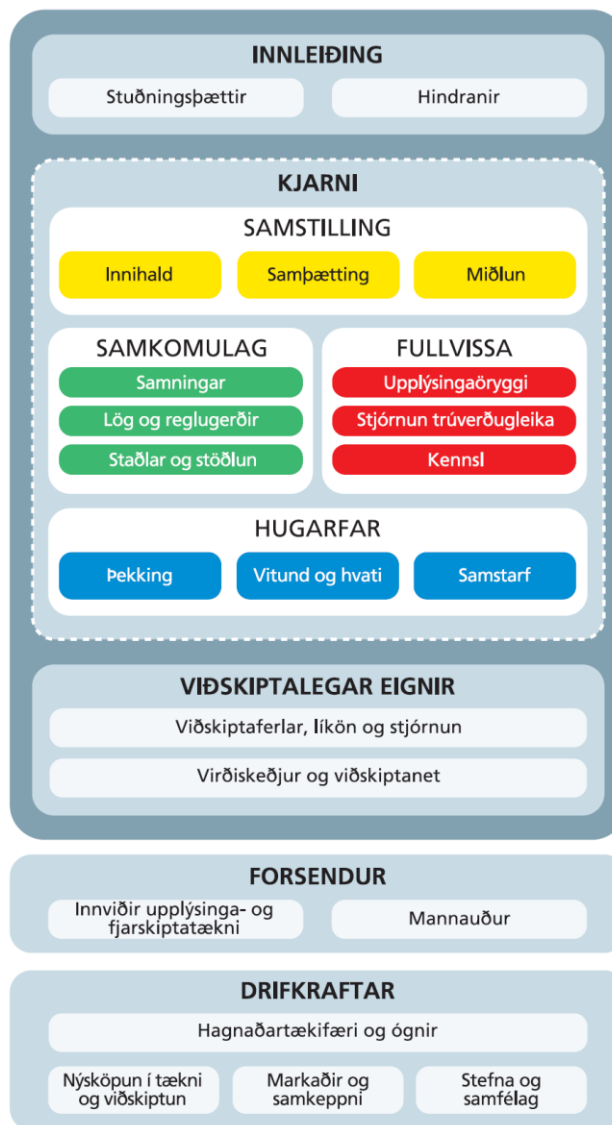 INNLEIÐING
Stuðningsþættir
Hindranir
KJARNI
SAMSTILLING
Innihald
Samþætting
Miðlun
SAMKOMULAG
Samningar
Lög og reglugerðir
Staðlar og stöðlun
FULLVISSA
Upplýsingaöryggi
Stjórnun trúverðugleika
Kennsl
HUGARFAR
Þekking
Vitund og hvati
Samstarf
VIÐSKIPTALEGAR EIGNIR
Viðskiptaferlar, líkön og stjórnun
Virðiskeðjur og viðskiptanet
FORSENDUR
Innviðir upplýsinga- og
fjarskiptatækni
Mannauður
DRIFKRAFTAR
Hagnaðartækifæri og ógnir
Nýsköpun í tækni
og viðskiptun
Markaðir og
samkeppni
Stefna og
samfélag